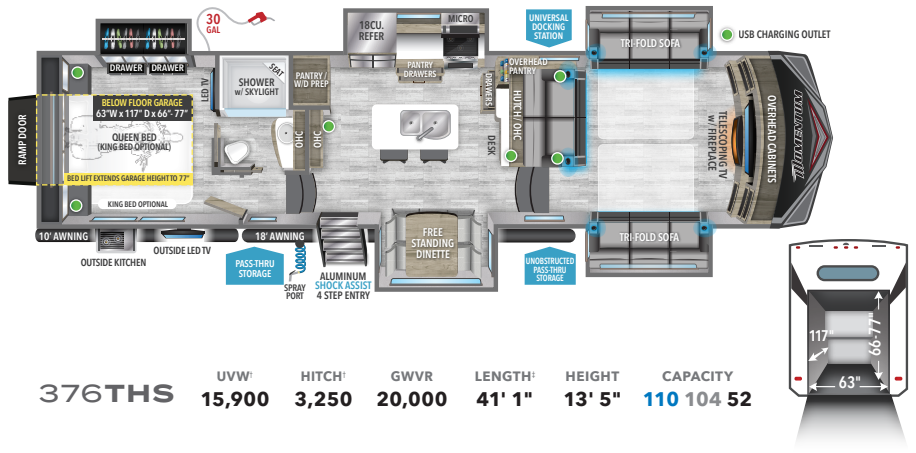 30
GAL
18CU.
REFER
MICRO
UNIVERSAL
DOCKING
STATION
TRI-FOLD SOFA
USB CHARGING OUTLET
DRAWER
DRAWER
LED TV
SEAT
SHOWER
w/ SKYLIGHT
PANTRY/
W/D PREP
PANTRY
DRAWERS
DRAWERS
OVERHEAD
PANTRY
HUTCH/ OHC
DESK
RAMP DOOR
BELOW FLOOR GARAGE
63"W x 117" D x 66"- 77"
QUEEN BED
(KING BED OPTIONAL)
BED LIFT EXTENDS GARAGE HEIGHT TO 77"
KING BED OPTIONAL
OHC
OHC
TELESCOPING TV
w/ FIREPLACE
OVERHEAD CABINETS
MOMENTUM
10' AWNING
18' AWNING
OUTSIDE KITCHEN
OUTSIDE LED TV
PASS-THRU
STORAGE
SPRAY
PORT
ALUMINUM
SHOCK ASSIST
4 STEP ENTRY
FREE
STANDING
DINETTE
UNOBSTRUCTED
PASS-THRU
STORAGE
TRI-FOLD SOFA
117"
66-77"
63"
376THS
UVW†
15,900
HITCH†
3,250
GWVR
20,000
LENGTH‡
41' 1"
HEIGHT
13' 5"
CAPACITY
110 104 52